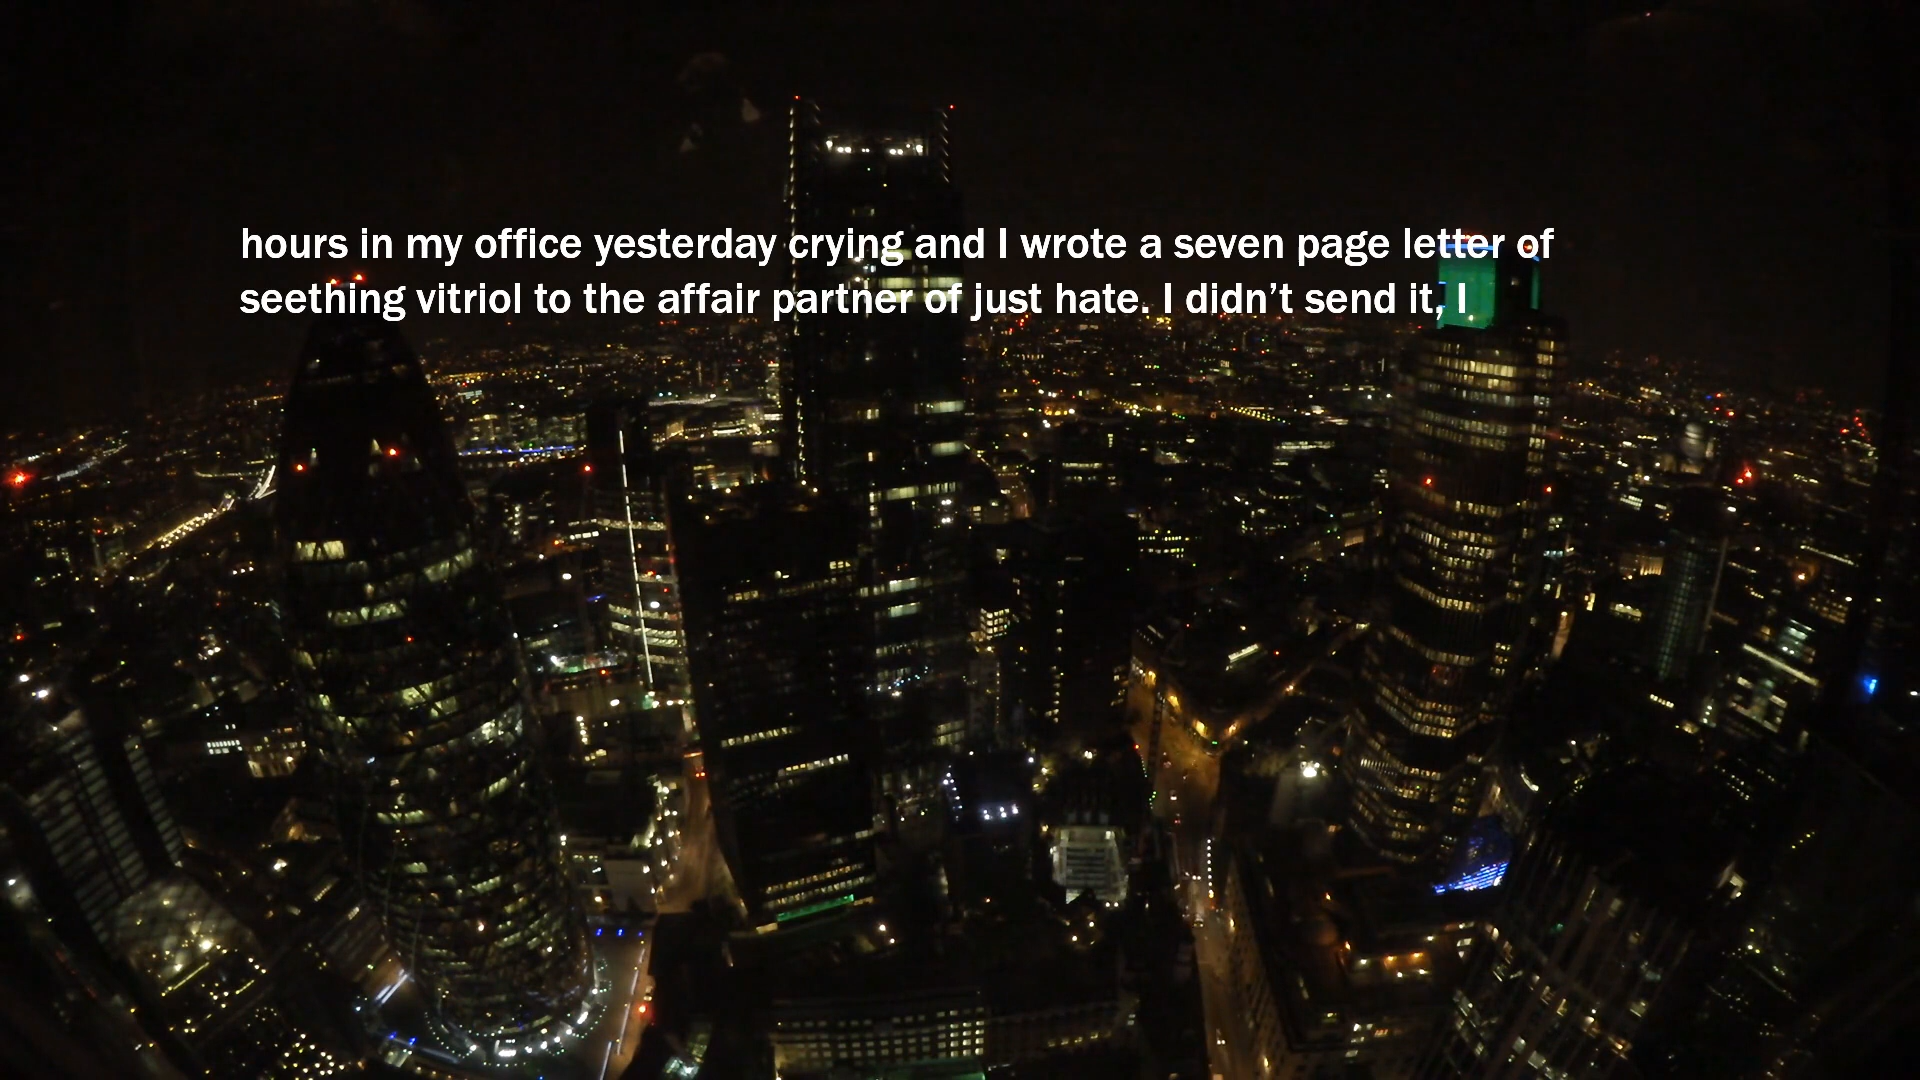 hours in my office yesterday crying and I wrote a seven page letter of
seething vitriol to the affair partner of just hate. I didn’t send it, I